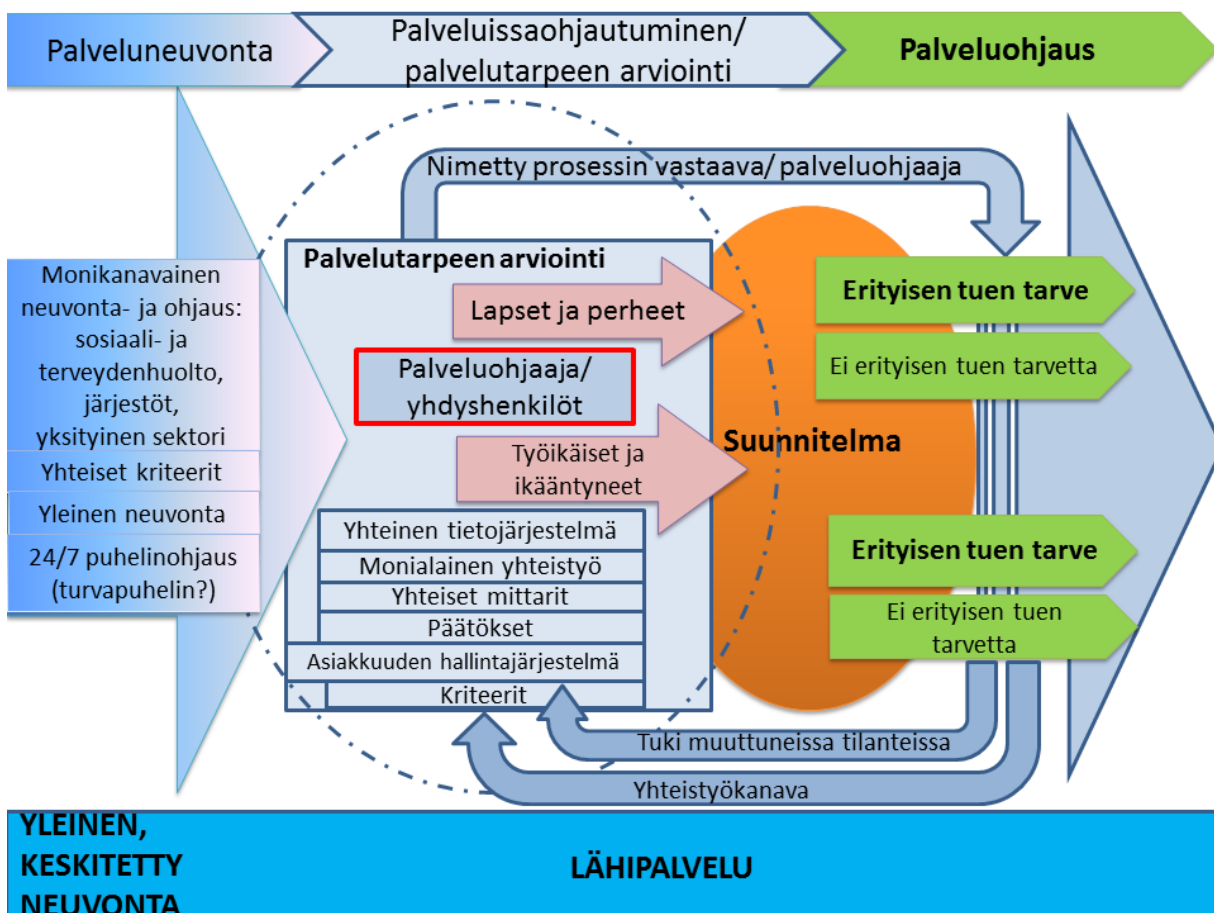 Palveluneuvonta
Palveluissaohjautuminen/
palvelutarpeen arviointi
Palveluohjaus
Nimetty prosessin vastaava/ palveluohjaaja
Monikanavainen
neuvonta- ja ohjaus:
sosiaali- ja
terveydenhuolto,
järjestöt,
yksityinen sektori
Yhteiset kriteerit
Yleinen neuvonta
24/7 puhelinohjaus
(turvapuhelin?)
Palvelutarpeen arviointi
Lapset ja perheet
Palveluohjaaja/
yhdyshenkilöt
Työikäiset ja
ikääntyneet
Yhteinen tietojärjestelmä
Monialainen yhteistyö
Yhteiset mittarit
Päätökset
Asiakkuuden hallintajärjestelmä
Kriteerit
Suunnitelma
Erityisen tuen tarve
Ei erityisen tuen tarvetta
Erityisen tuen tarve
Ei erityisen tuen
tarvetta
Tuki muuttuneissa tilanteissa
Yhteistyökanava
YLEINEN,
KESKITETTY
NEUVONTA
LÄHIPALVELU